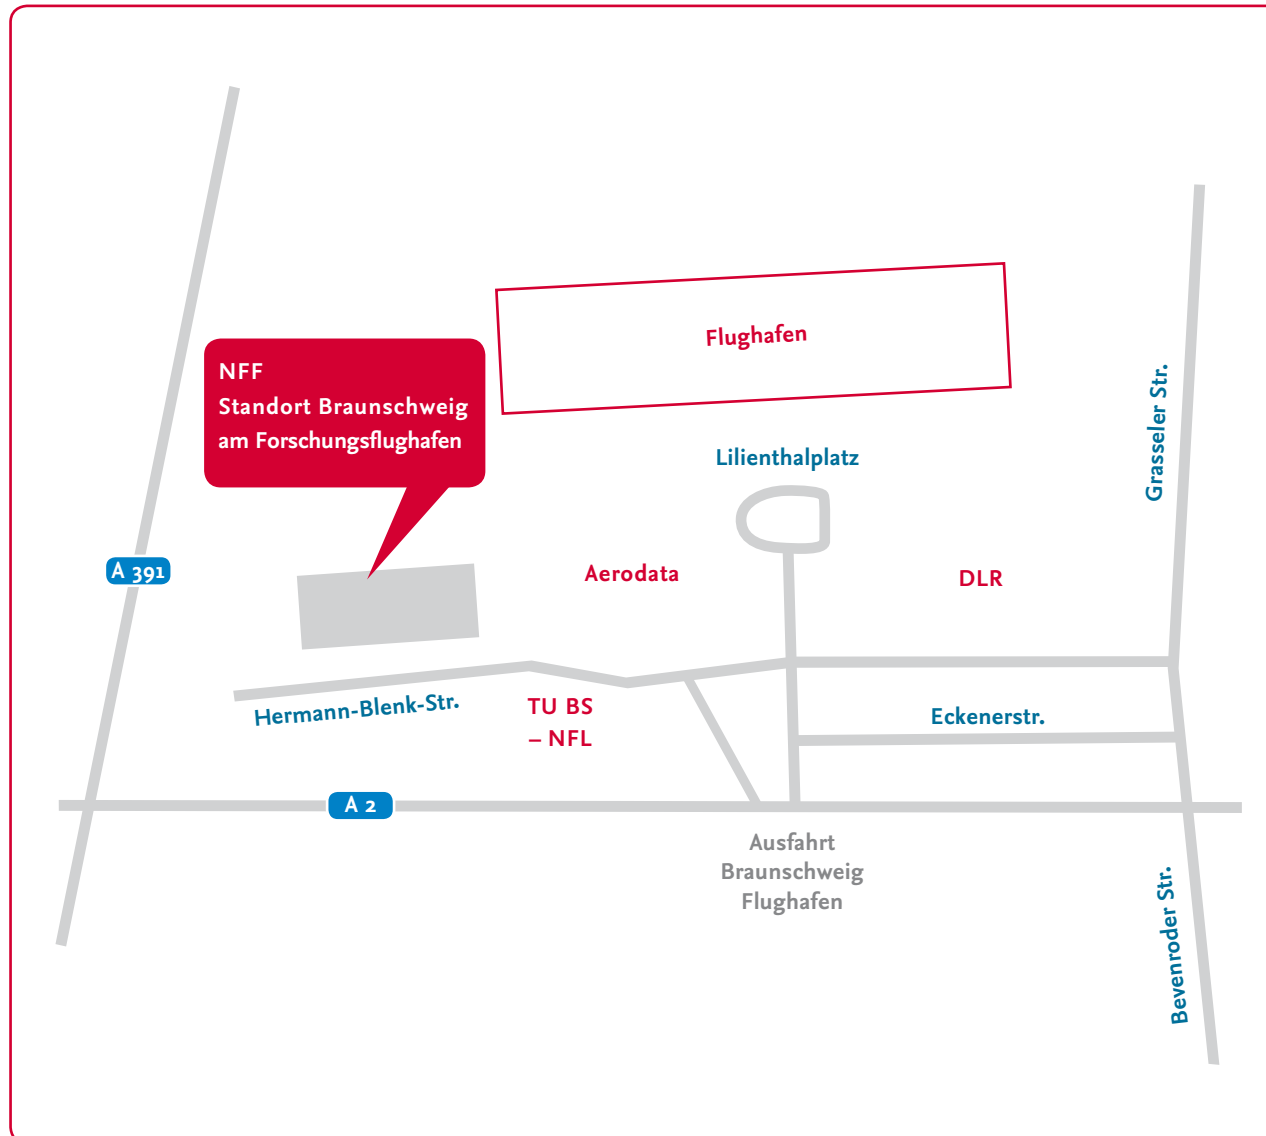 Flughafen
NFF
Standort Braunschweig
am Forschungsflughafen
Grasseler Str.
Lilienthalplatz
A 391
Aerodata
DLR
Hermann-Blenk-Str.
TU BS
– NFL
Eckenerstr.
A 2
Ausfahrt
Braunschweig
Flughafen
Bevenroder Str.